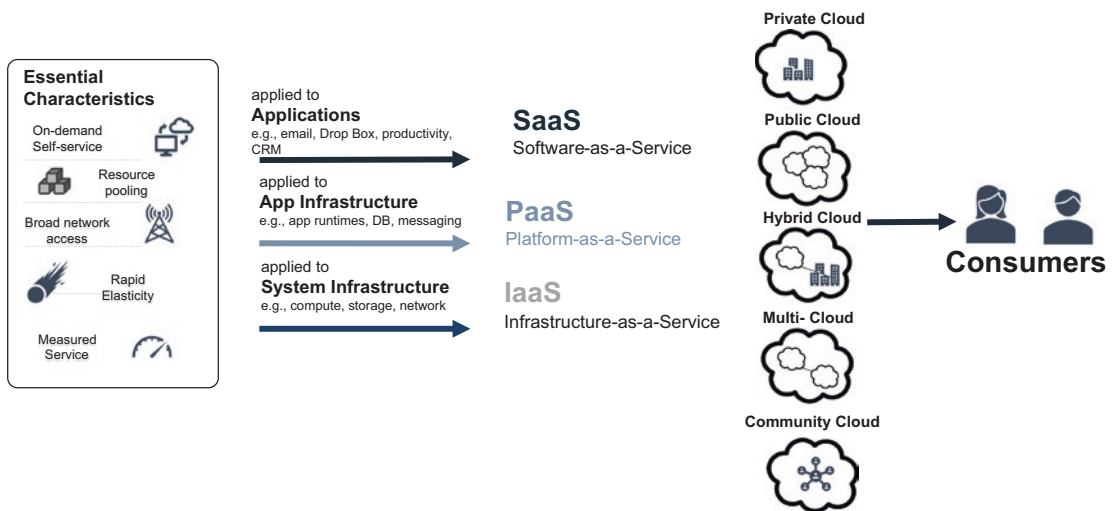 Essential
Characteristics
On-demand
Self-service
Resource
pooling
Broad network
access
Rapid
Elasticity
Measured
Service
applied to
Applications
e.g., email, Drop Box, productivity,
CRM
applied to
App Infrastructure
e.g., app runtimes, DB, messaging
applied to
System Infrastructure
e.g., compute, storage, network
SaaS
Software-as-a-Service
PaaS
Platform-as-a-Service
IaaS
Infrastructure-as-a-Service
Private Cloud
Public Cloud
Hybrid Cloud
Multi- Cloud
Community Cloud
Consumers